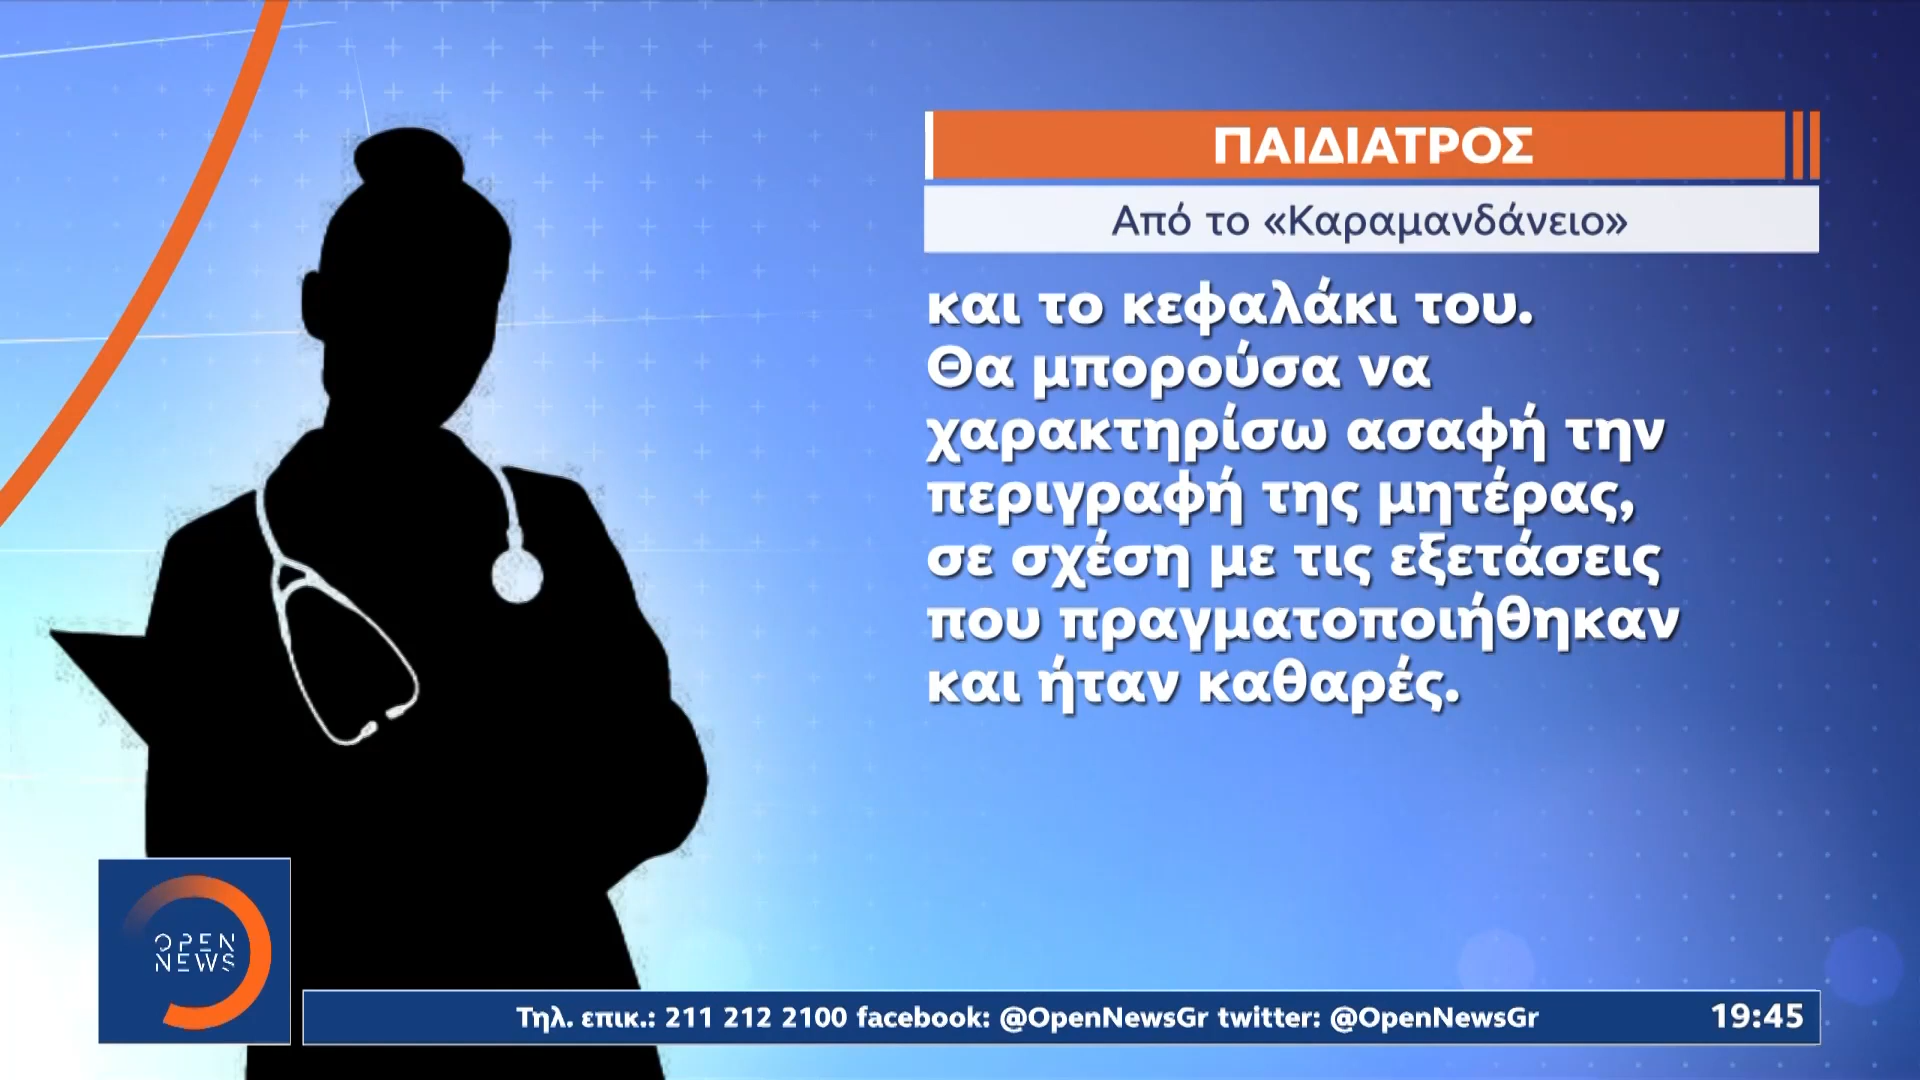 ΠΑΙΔΙΑΤΡΟΣ
Από το «Καραμανδάνειο»
και το κεφαλάκι του.
Θα μπορούσα να
χαρακτηρίσω ασαφή την
περιγραφή της μητέρας,
σε σχέση με τις εξετάσεις
που πραγματοποιήθηκαν
και ήταν καθαρές.
OPEN
NEWS
Τηλ. επικ.: 211 212 2100 facebook: @OpenNewsGr twitter: @OpenNewsGr 19:45